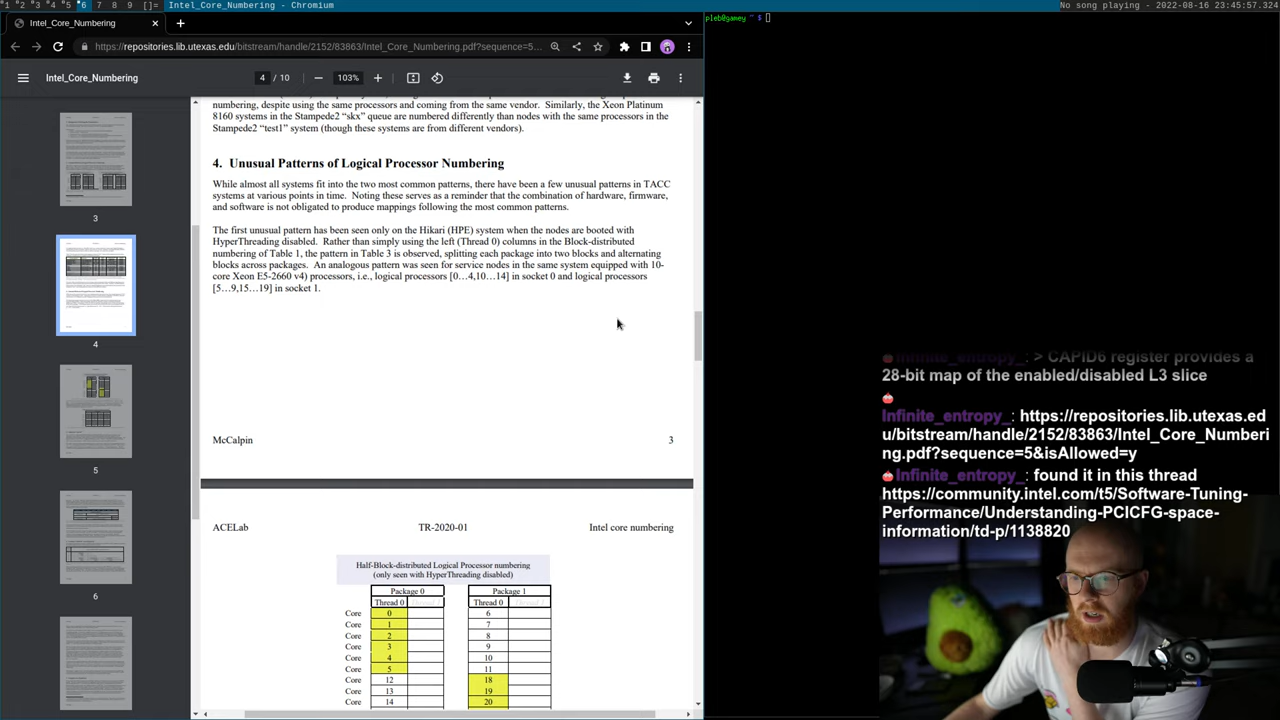 1 2 3 4 5 6 7 8 9 10 []= Intel_Core_Numbering - Chromium
No song playing - 2022-08-16 23:45:57.324
Intel_Core_Numbering
https://repositories.lib.utexas.edu/bitstream/handle/2152/83863/Intel_Core_Numbering.pdf?sequence=5...
Intel_Core_Numbering
4 / 10
103%
3
4
5
6
numbering, despite using the same processors and coming from the same vendor. Similarly, the Xeon Platinum
8160 systems in the Stampede2 “skx” queue are numbered differently than nodes with the same processors in the
Stampede2 “test1” system (though these systems are from different vendors).
4. Unusual Patterns of Logical Processor Numbering
While almost all systems fit into the two most common patterns, there have been a few unusual patterns in TACC
systems at various points in time. Noting these serves as a reminder that the combination of hardware, firmware,
and software is not obligated to produce mappings following the most common patterns.
The first unusual pattern has been seen only on the Hikari (HPE) system when the nodes are booted with
HyperThreading disabled. Rather than simply using the left (Thread 0) columns in the Block-distributed
numbering of Table 1, the pattern in Table 3 is observed, splitting each package into two blocks and alternating
blocks across packages. An analogous pattern was seen for service nodes in the same system equipped with 10-
core Xeon E5-2660 v4) processors, i.e., logical processors [0…4,10…14] in socket 0 and logical processors
[5…9,15…19] in socket 1.
McCalpin 3
ACELab TR-2020-01 Intel core numbering
Half-Block-distributed Logical Processor numbering
(only seen with HyperThreading disabled)
Package 0 Package 1
Thread 0 Thread 0
Core 0 6
Core 1 7
Core 2 8
Core 3 9
Core 4 10
Core 5 11
Core 12 18
Core 13 19
Core 14 20
pleb@gamey ~ $
Infinite_entropy_: > CAPID6 register provides a
28-bit map of the enabled/disabled L3 slice
Infinite_entropy_: https://repositories.lib.utexas.ed
u/bitstream/handle/2152/83863/Intel_Core_Numberi
ng.pdf?sequence=5&isAllowed=y
Infinite_entropy_: found it in this thread
https://community.intel.com/t5/Software-Tuning-
Performance/Understanding-PCICFG-space-
information/td-p/1138820